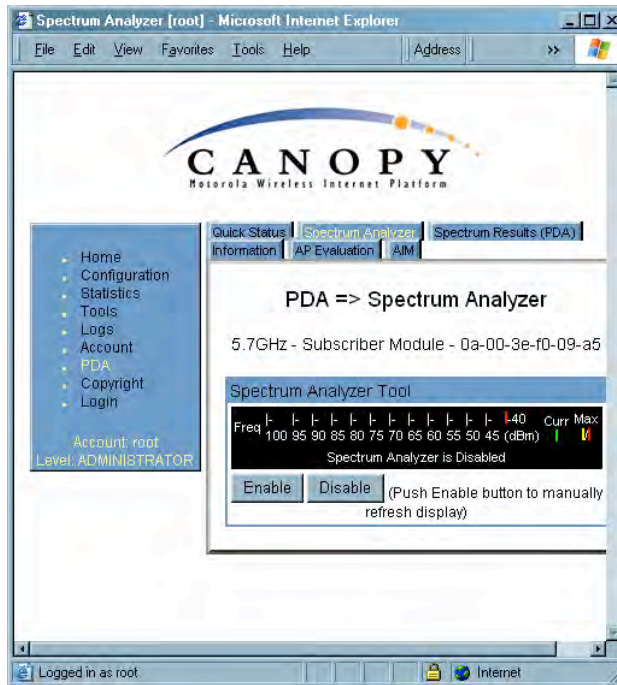 Spectrum Analyzer [root] - Microsoft Internet Explorer
File Edit View Favorites Tools Help Address »
CANOPY
Motorola Wireless Internet Platform
Quick Status Spectrum Analyzer Spectrum Results (PDA)
Information AP Evaluation AIM
Home
Configuration
Statistics
Tools
Logs
Account
PDA
Copyright
Login
Account: root
Level: ADMINISTRATOR
PDA => Spectrum Analyzer
5.7GHz - Subscriber Module - 0a-00-3e-f0-09-a5
Spectrum Analyzer Tool
Freq |- |- |- |- |- |- |- |- |- |- |- |- |-40 Curr Max
100 95 90 85 80 75 70 65 60 55 50 45 (dBm)
Spectrum Analyzer is Disabled
Enable Disable (Push Enable button to manually
refresh display)
Logged in as root Internet